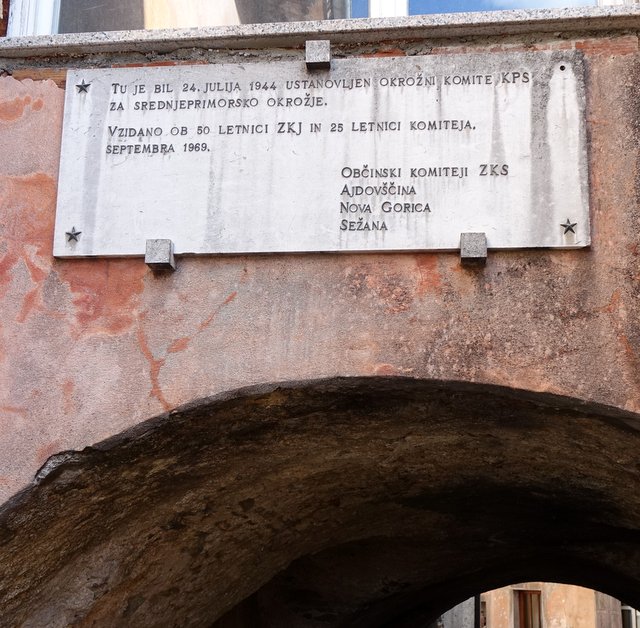 TU JE BIL 24. JULIJA 1944 USTANOVLJEN OKROŽNI KOMITE KPS
ZA SREDNJEPRIMORSKO OKROŽJE.
VZIDANO OB 50 LETNICI ZKJ IN 25 LETNICI KOMITEJA,
SEPTEMBRA 1969.
OBČINSKI KOMITEJI ZKS
AJDOVŠČINA
NOVA GORICA
SEŽANA